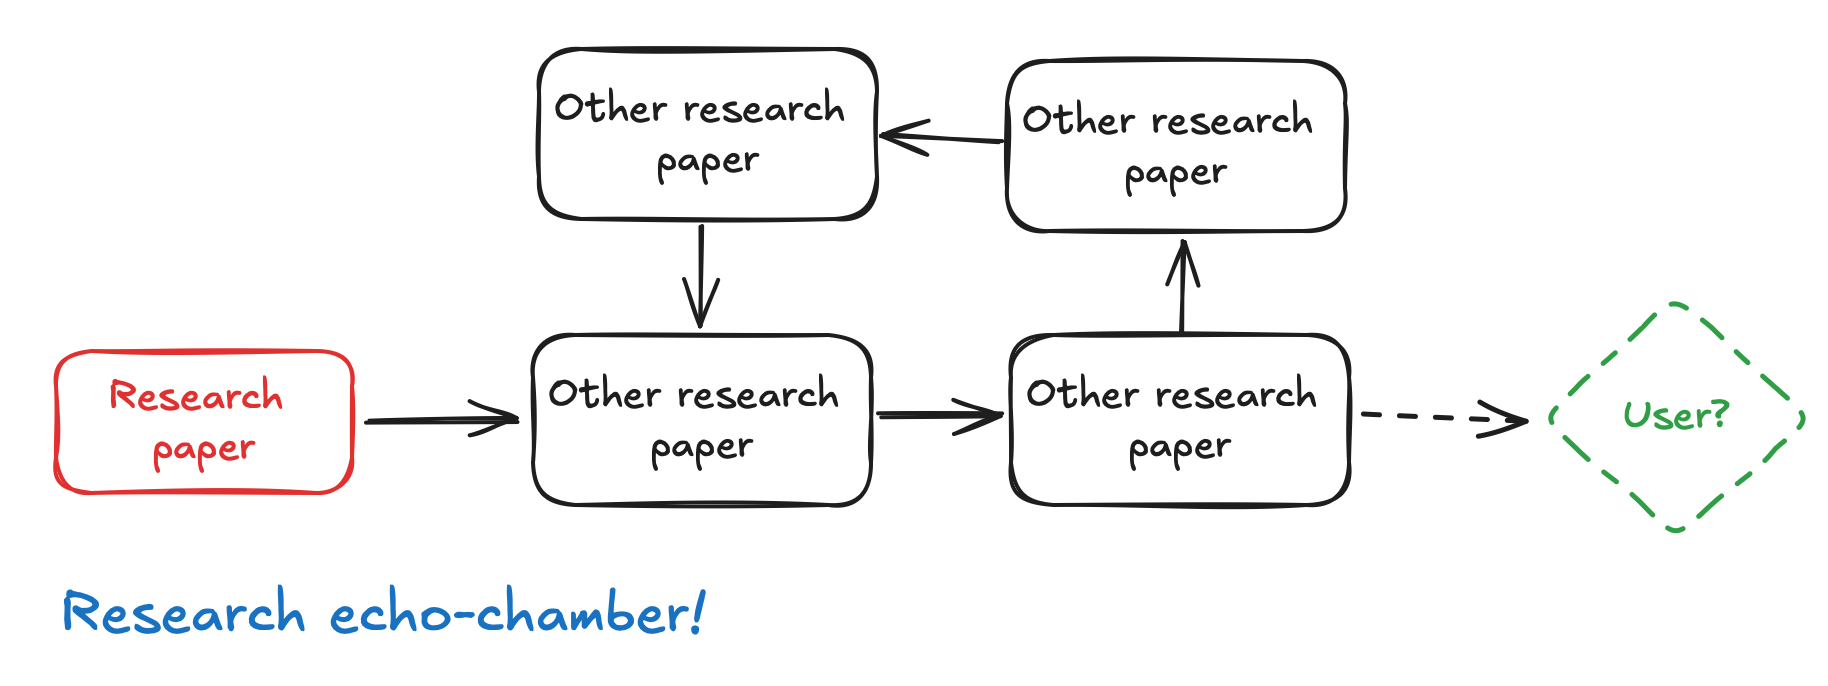 Other research
paper
Other research
paper
Research
paper
Other research
paper
Other research
paper
User?
Research echo-chamber!